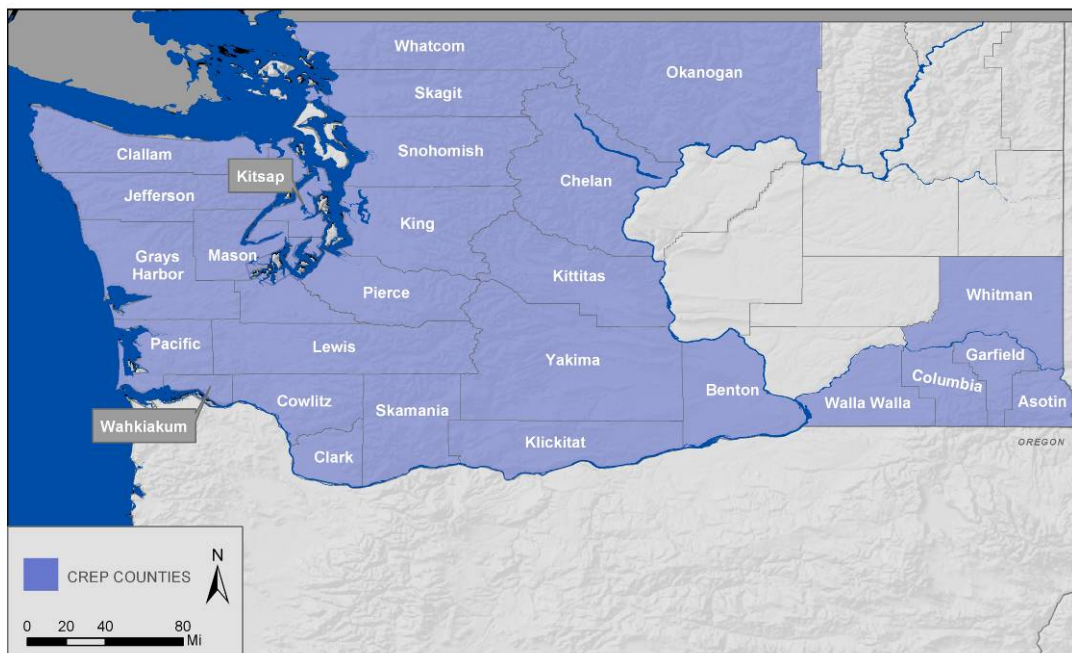 Whatcom
Okanogan
Skagit
Snohomish
Clallam
Kitsap
Chelan
Jefferson
King
Grays
Harbor
Mason
Kittitas
Pierce
Whitman
Pacific
Lewis
Yakima
Garfield
Benton
Columbia
Cowlitz
Skamania
Walla Walla
Asotin
Wahkiakum
Klickitat
OREGON
Clark
N
CREP COUNTIES
0 20 40 80
Mi